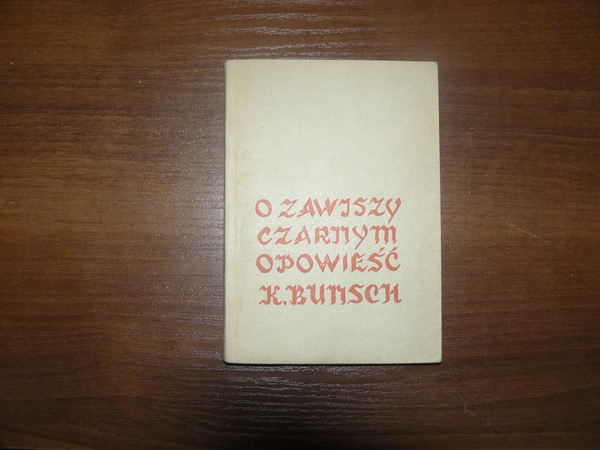 O ZAWISZY
CZARNYM
OPOWIEŚĆ
K. BUNSCH